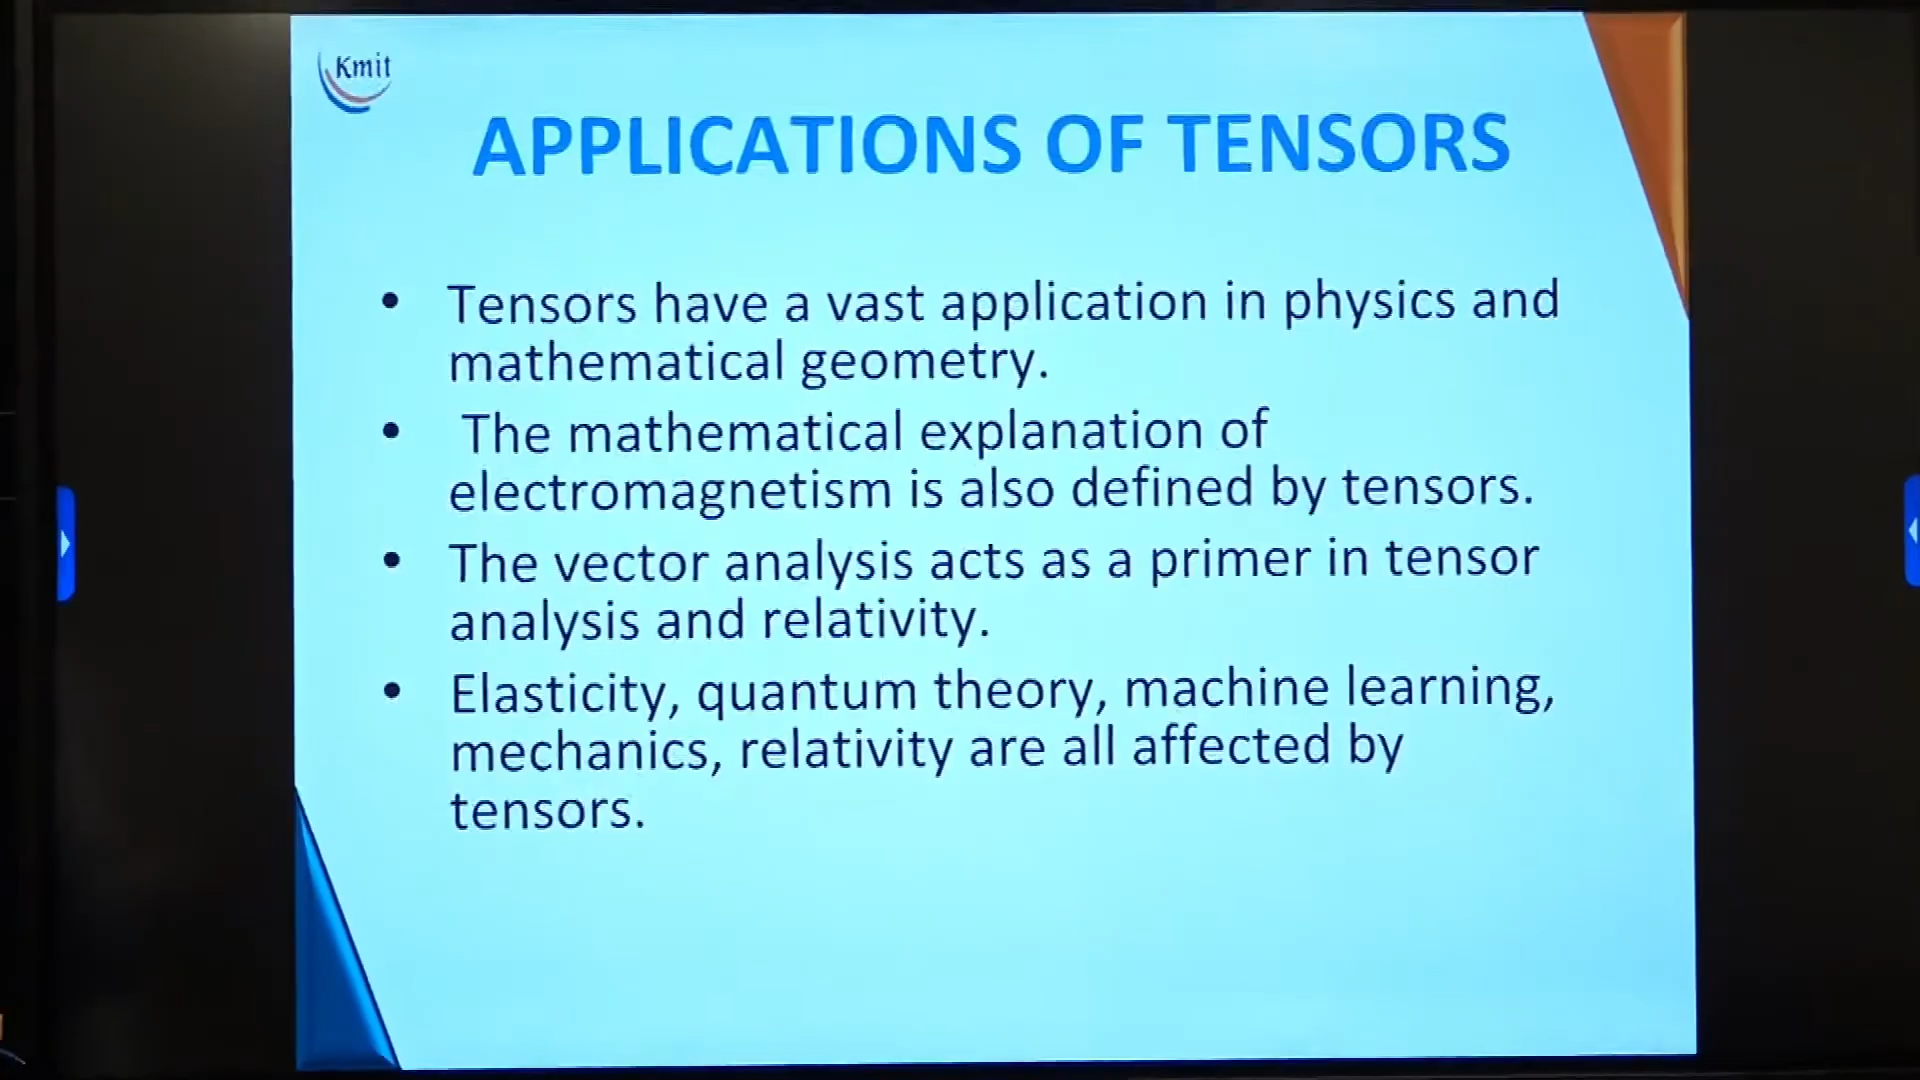 Kmit
APPLICATIONS OF TENSORS
• Tensors have a vast application in physics and
mathematical geometry.
• The mathematical explanation of
electromagnetism is also defined by tensors.
• The vector analysis acts as a primer in tensor
analysis and relativity.
• Elasticity, quantum theory, machine learning,
mechanics, relativity are all affected by
tensors.